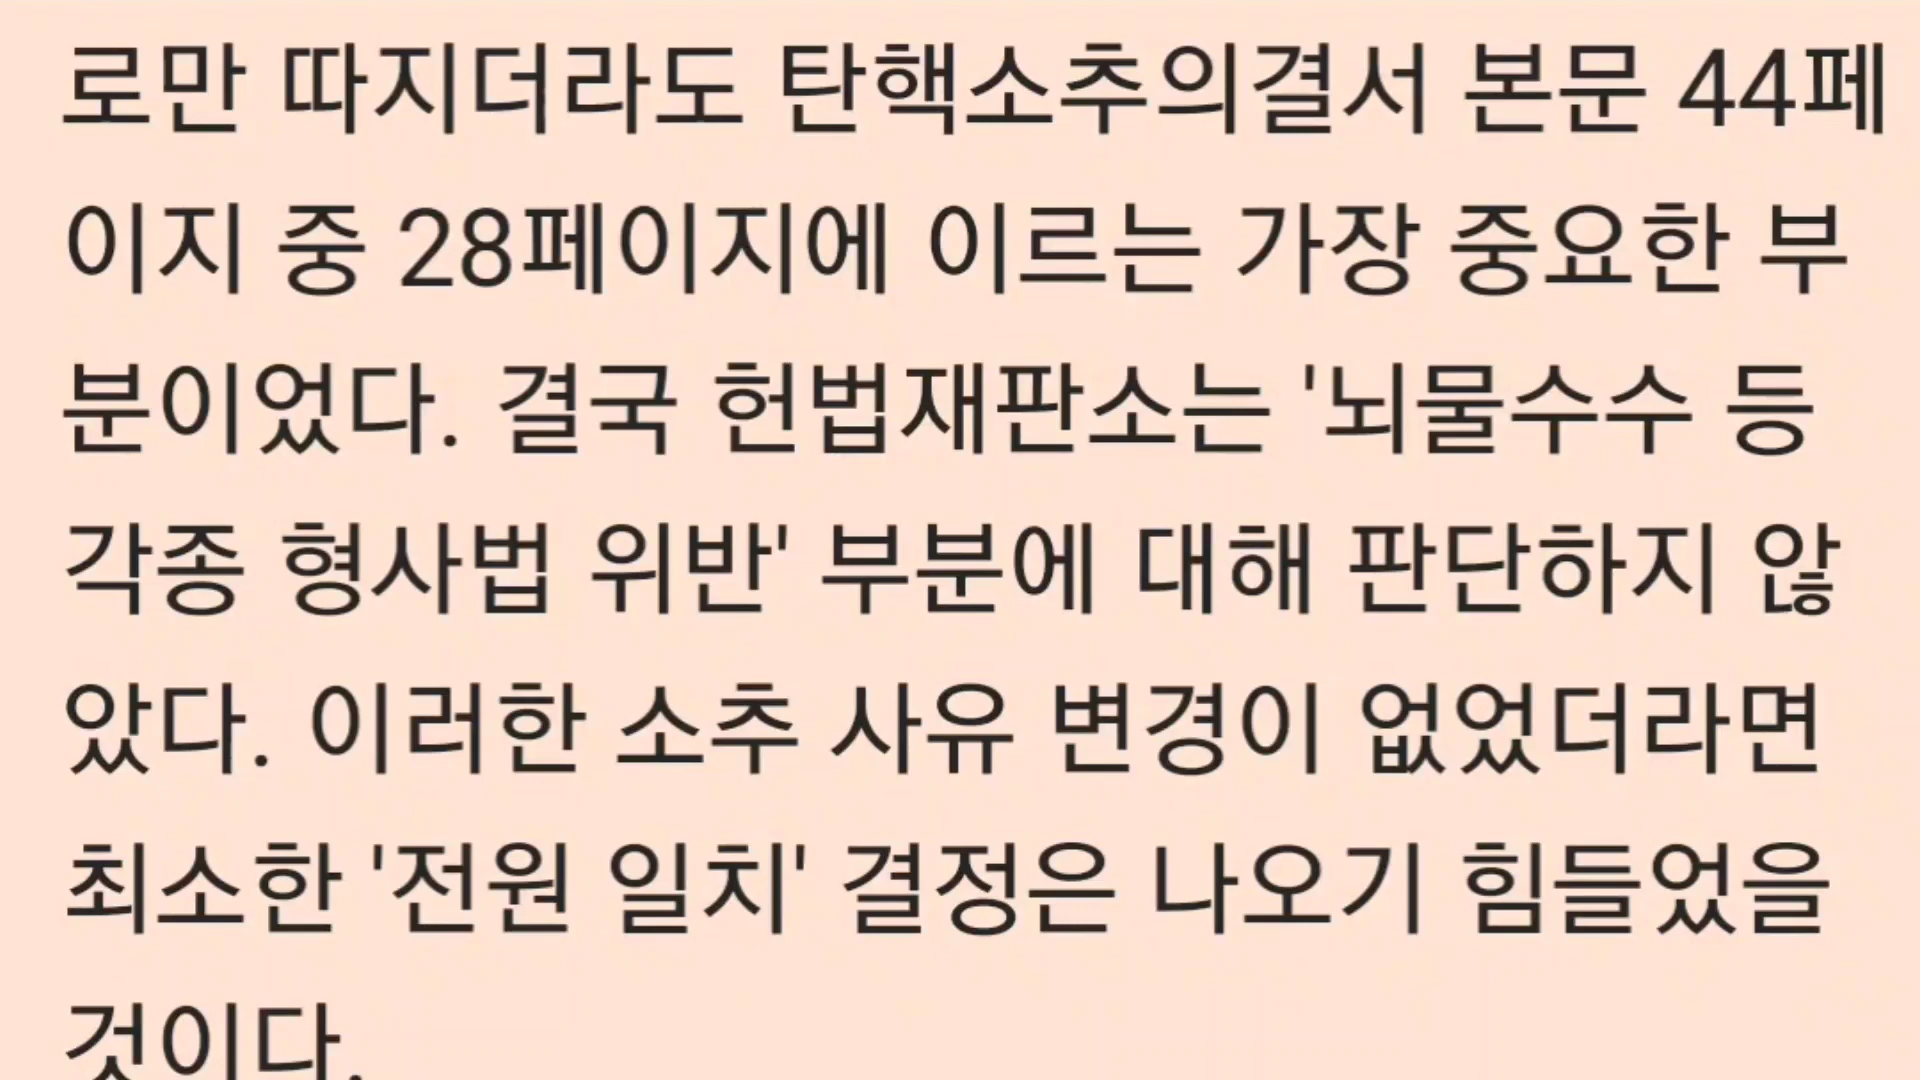 로만 따지더라도 탄핵소추의결서 본문 44페
이지 중 28페이지에 이르는 가장 중요한 부
분이었다. 결국 헌법재판소는 '뇌물수수 등
각종 형사법 위반' 부분에 대해 판단하지 않
았다. 이러한 소추 사유 변경이 없었더라면
최소한 '전원 일치' 결정은 나오기 힘들었을
것이다.